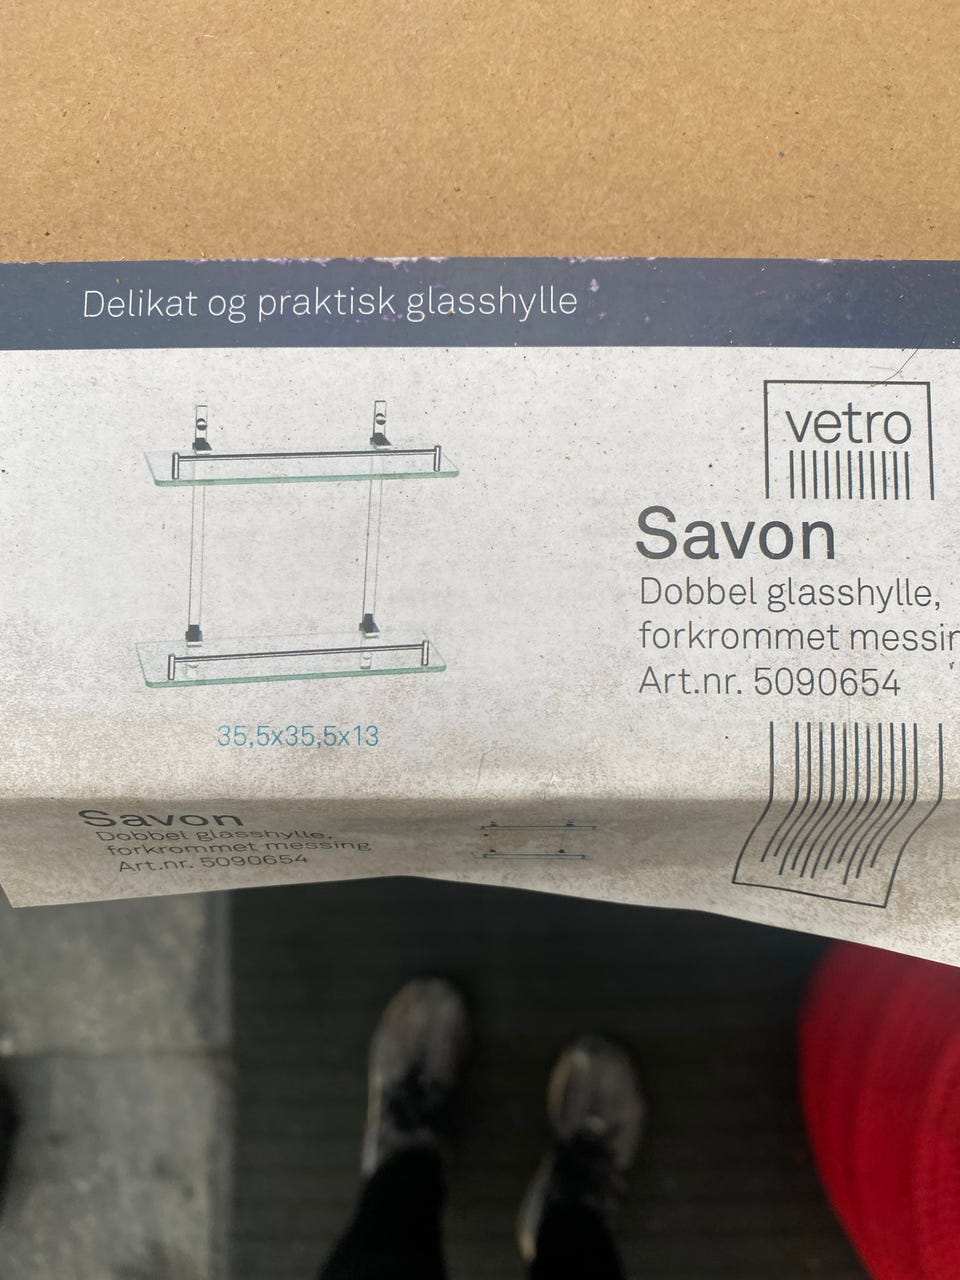 Delikat og praktisk glasshylle
vetro
Savon
Dobbel glasshylle,
forkrommet messin
Art.nr. 5090654
35,5x35,5x13
Savon
Dobbel glasshylle,
forkrommet messing
Art.nr. 5090654